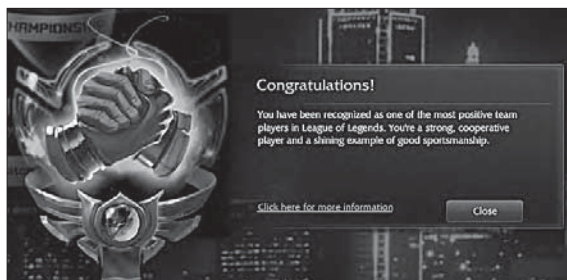 HAMPIONSH
Congratulations!
You have been recognized as one of the most positive team
players in League of Legends. You're a strong, cooperative
player and a shining example of good sportsmanship.
Click here for more information
Close